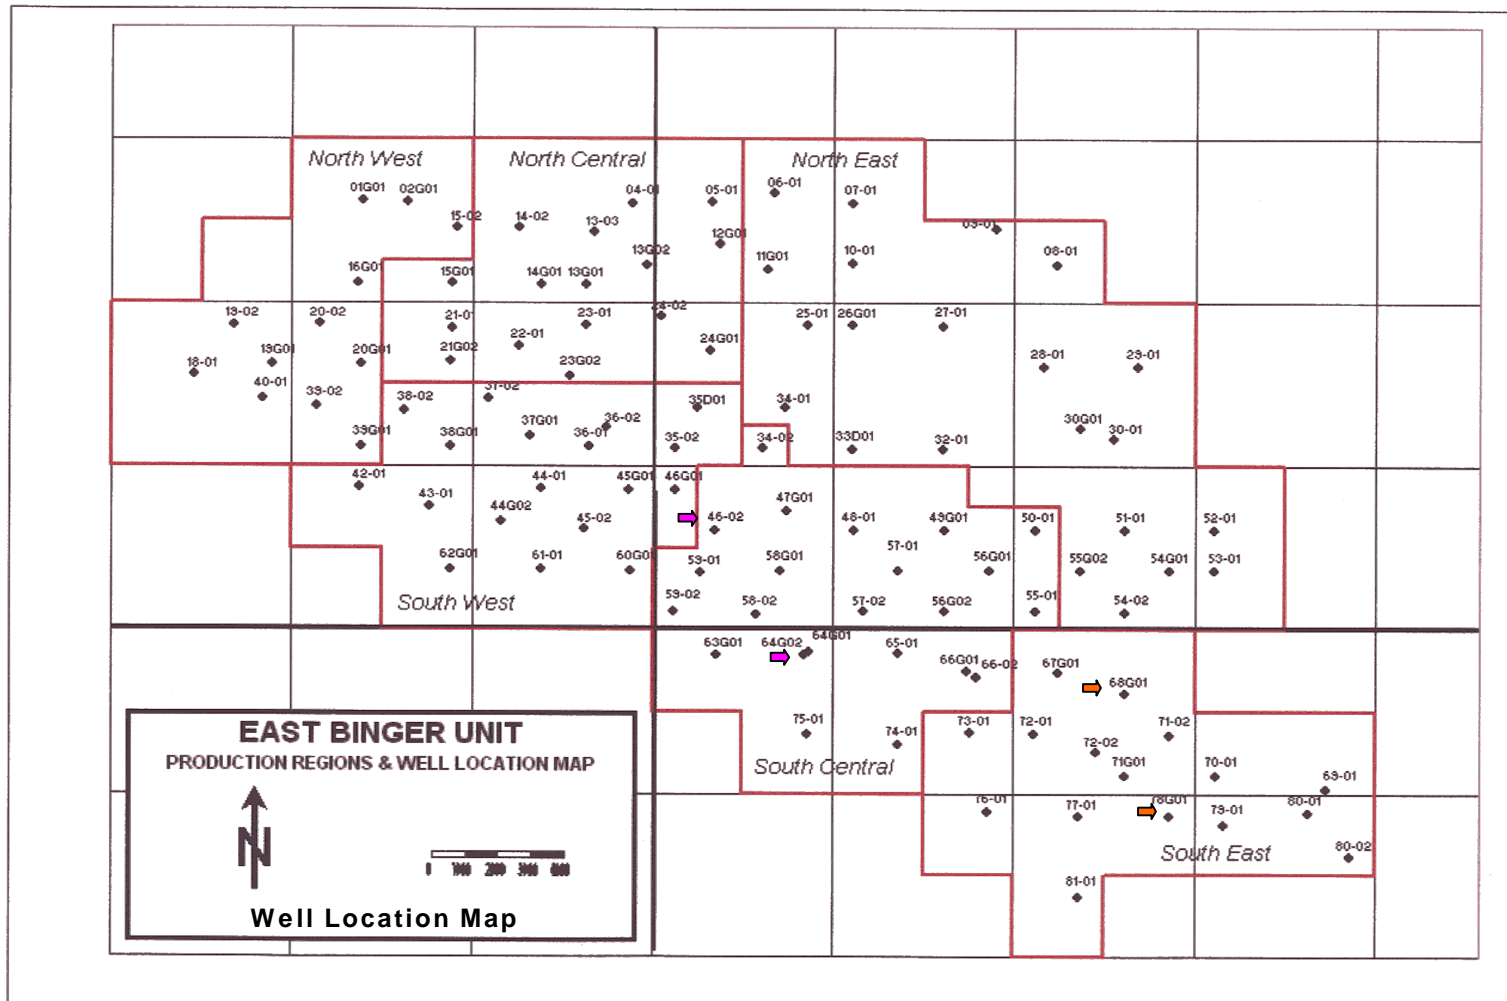 North West North Central North East
01G01 02G01 04-01 05-01 06-01 07-01
15-02 14-02 13-03 09-01
13G02 12G01 11G01 10-01 08-01
16G01 15G01 14G01 13G01
19-02 20-02 21-01 23-01 24-02 25-01 26G01 27-01
22-01 24G01
18-01 19G01 20G01 21G02 23G02 28-01 29-01
40-01 39-02 38-02 37-02 35D01 34-01
37G01 36-02 30G01 30-01
39G01 38G01 36-01 35-02 34-02 33D01 32-01
42-01 43-01 44-01 45G01 46G01 47G01
44G02 45-02 46-02 48-01 49G01 50-01 51-01 52-01
62G01 61-01 60G01 59-01 58G01 57-01 56G01 55G02 54G01 53-01
South West 59-02 58-02 57-02 56G02 55-01 54-02
63G01 64G02 64G01 65-01 66G01 66-02 67G01 68G01
75-01 74-01 73-01 72-01 72-02 71-02
South Central 71G01 70-01 69-01
76-01 77-01 78G01 79-01 80-01
South East 80-02
81-01
EAST BINGER UNIT
PRODUCTION REGIONS & WELL LOCATION MAP
N
0 1000 2000 3000 4000
Well Location Map